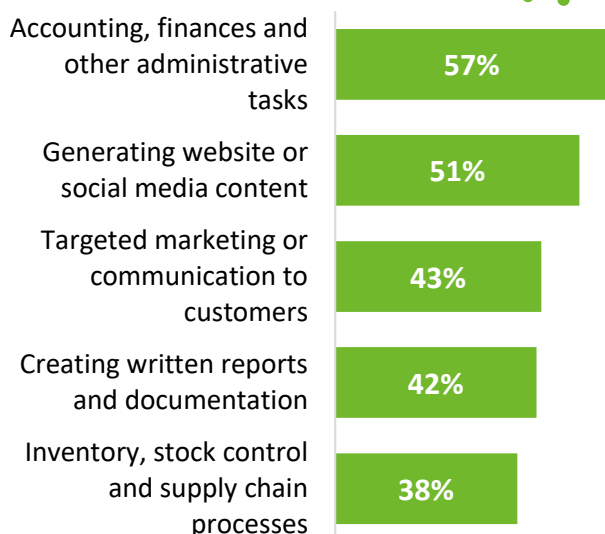 Accounting, finances and
other administrative
tasks
57%
Generating website or
social media content
51%
Targeted marketing or
communication to
customers
43%
Creating written reports
and documentation
42%
Inventory, stock control
and supply chain
processes
38%